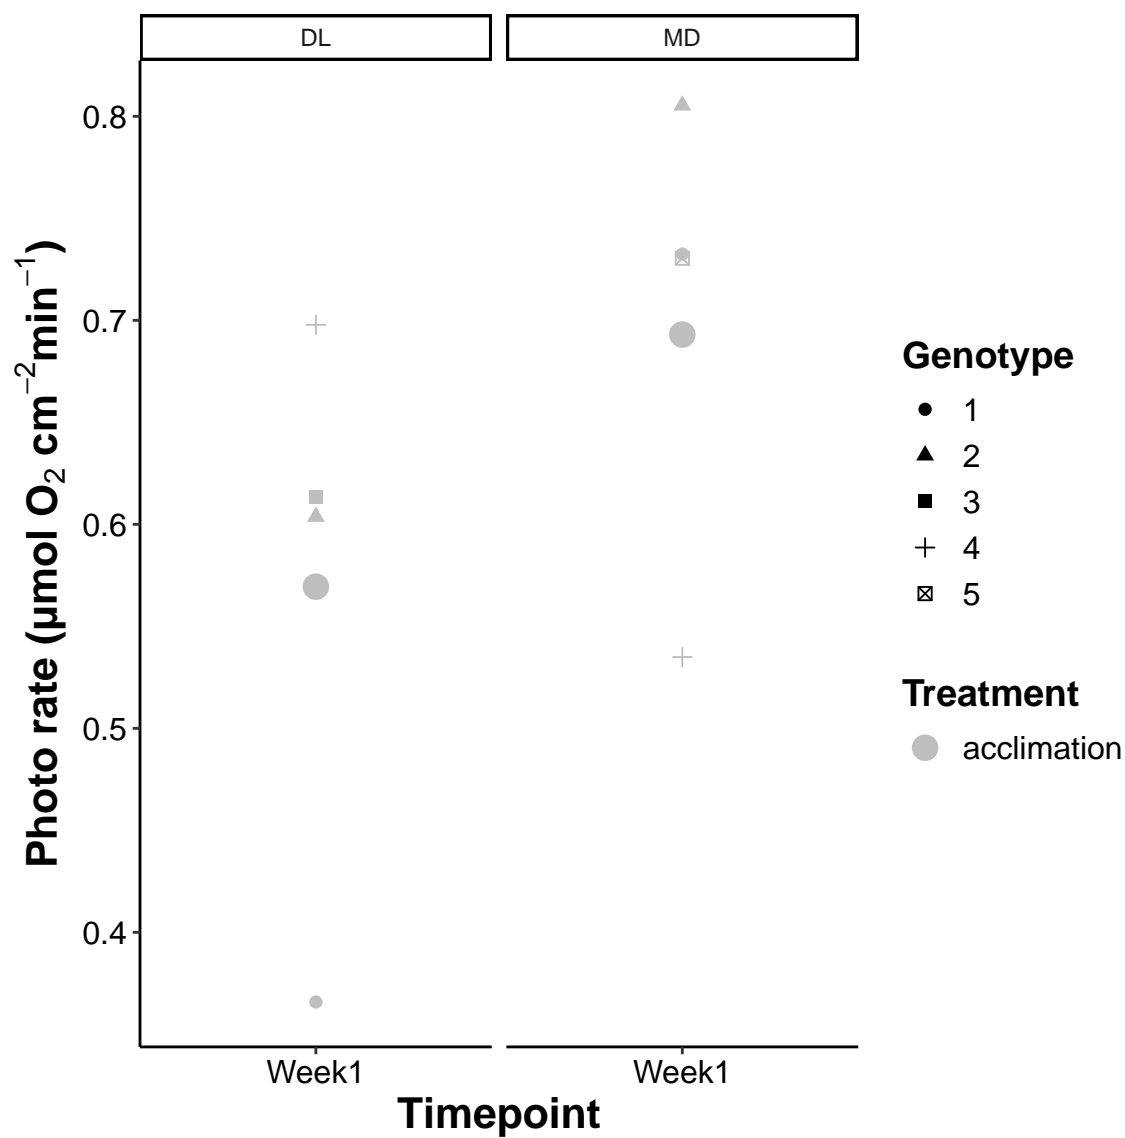 DL
MD
0.8
0.7
0.6
0.5
0.4
Photo rate (µmol O₂ cm⁻²min⁻¹)
Week1
Week1
Timepoint
Genotype
1
2
3
4
5
Treatment
acclimation